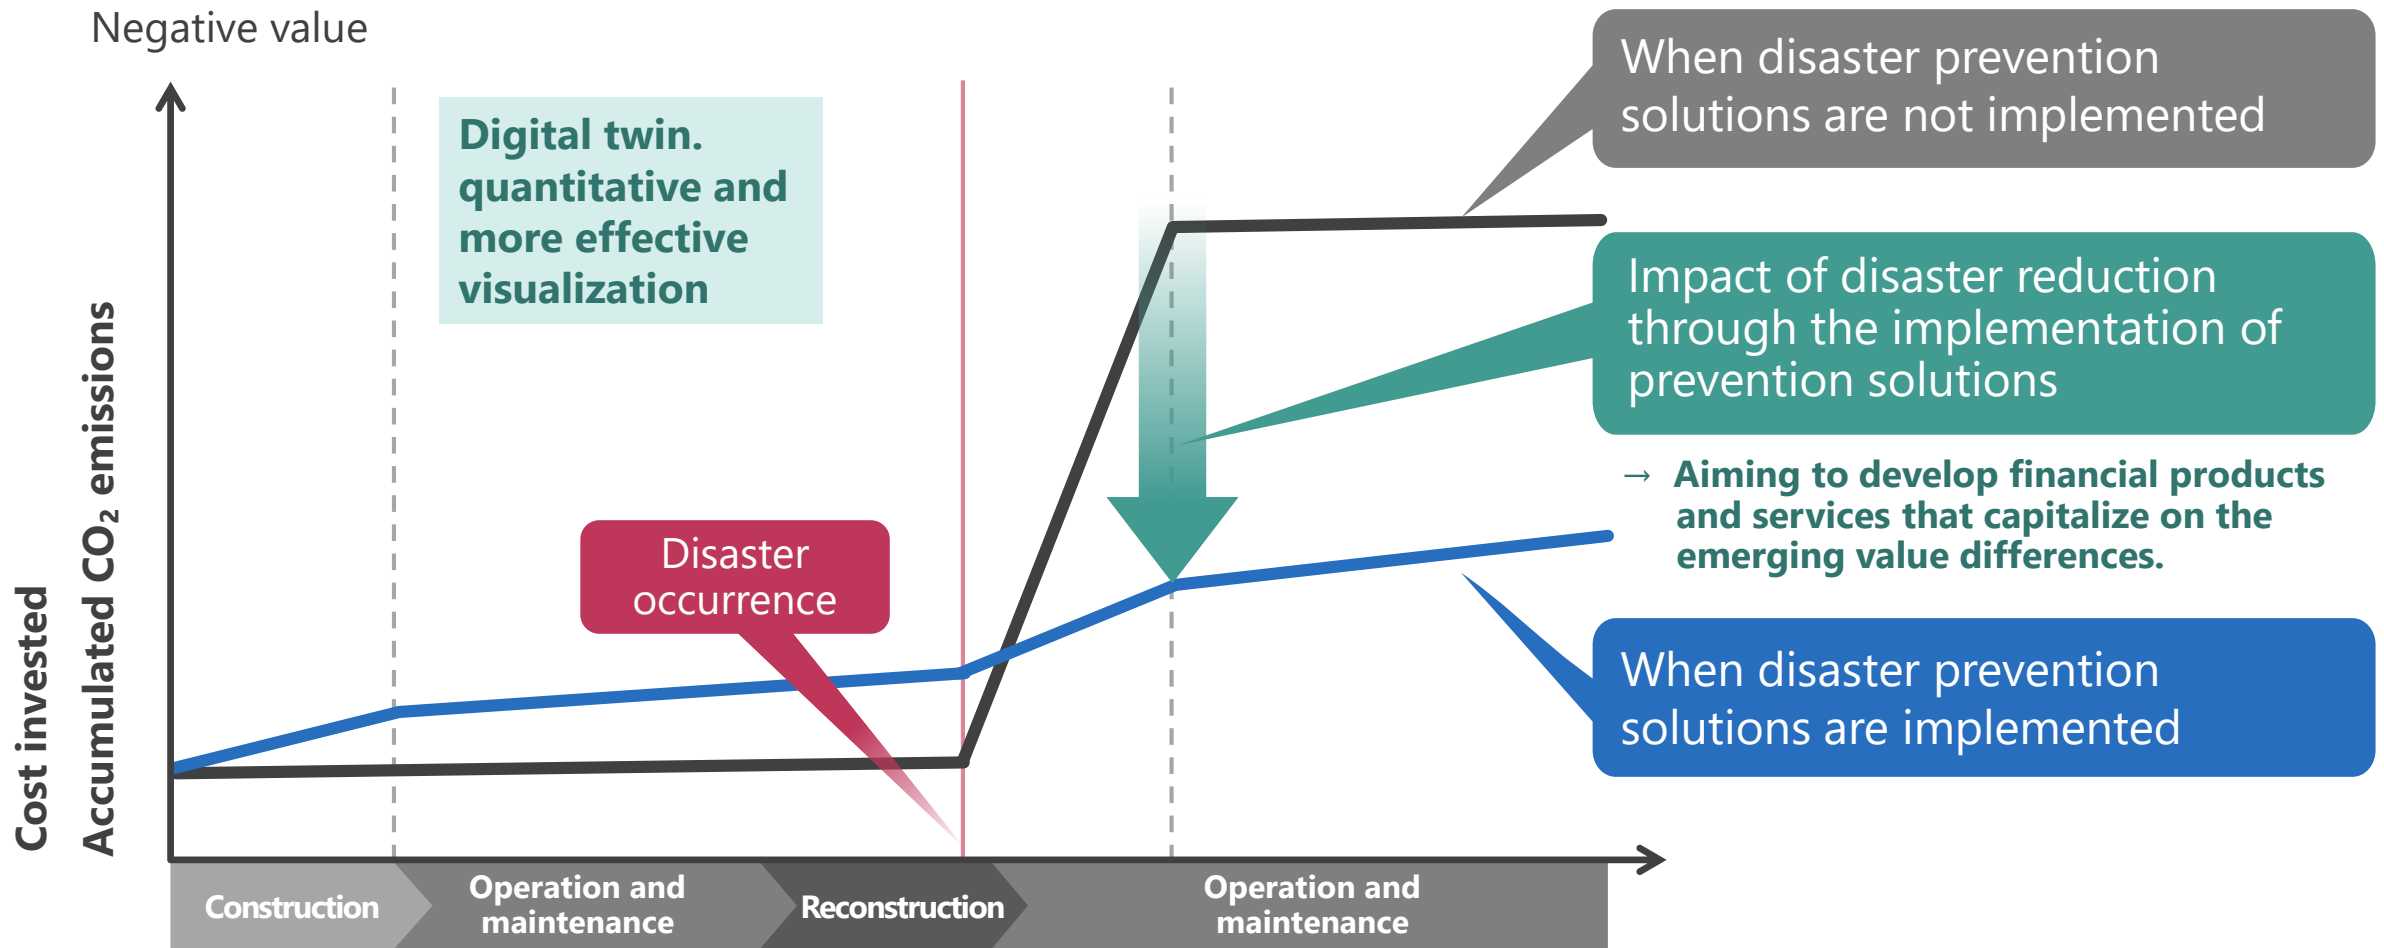 Negative value
Cost invested
Accumulated CO₂ emissions
Digital twin.
quantitative and
more effective
visualization
Disaster
occurrence
When disaster prevention
solutions are not implemented
Impact of disaster reduction
through the implementation of
prevention solutions
→ Aiming to develop financial products
and services that capitalize on the
emerging value differences.
When disaster prevention
solutions are implemented
Construction
Operation and
maintenance
Reconstruction
Operation and
maintenance